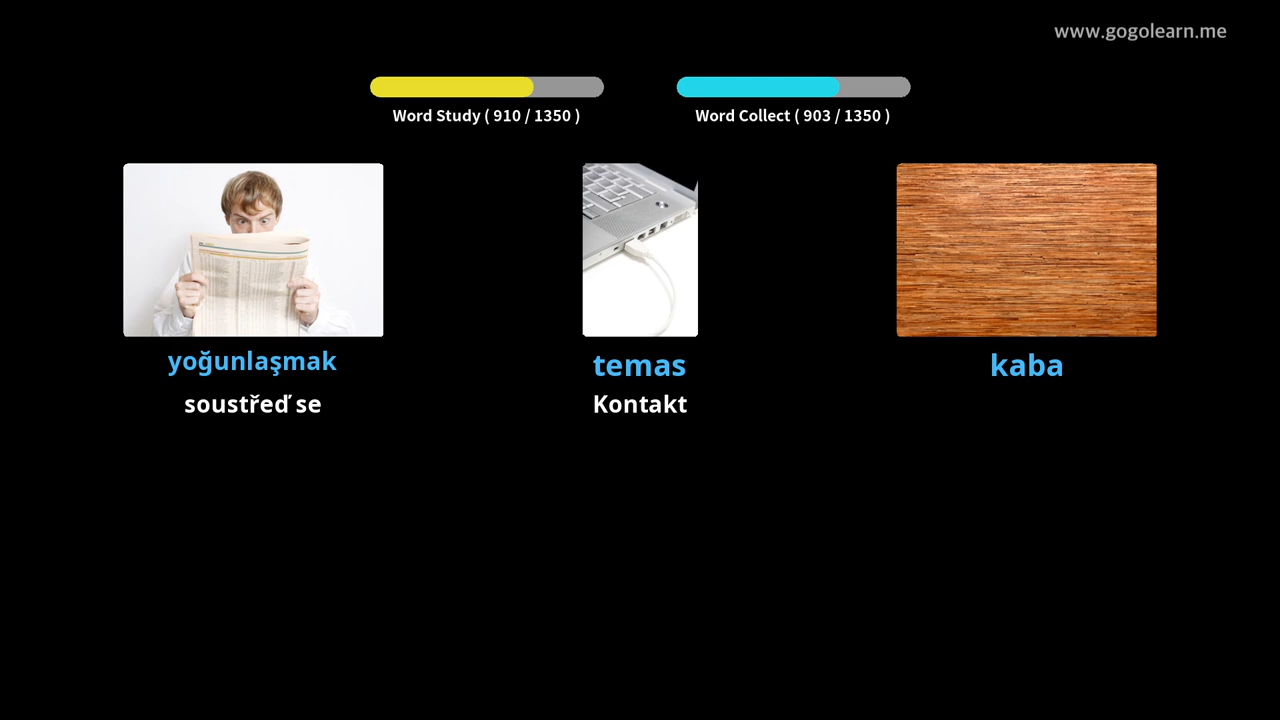 www.gogolearn.me
Word Study ( 910 / 1350 )
Word Collect ( 903 / 1350 )
yoğunlaşmak
temas
kaba
soustřeď se
Kontakt